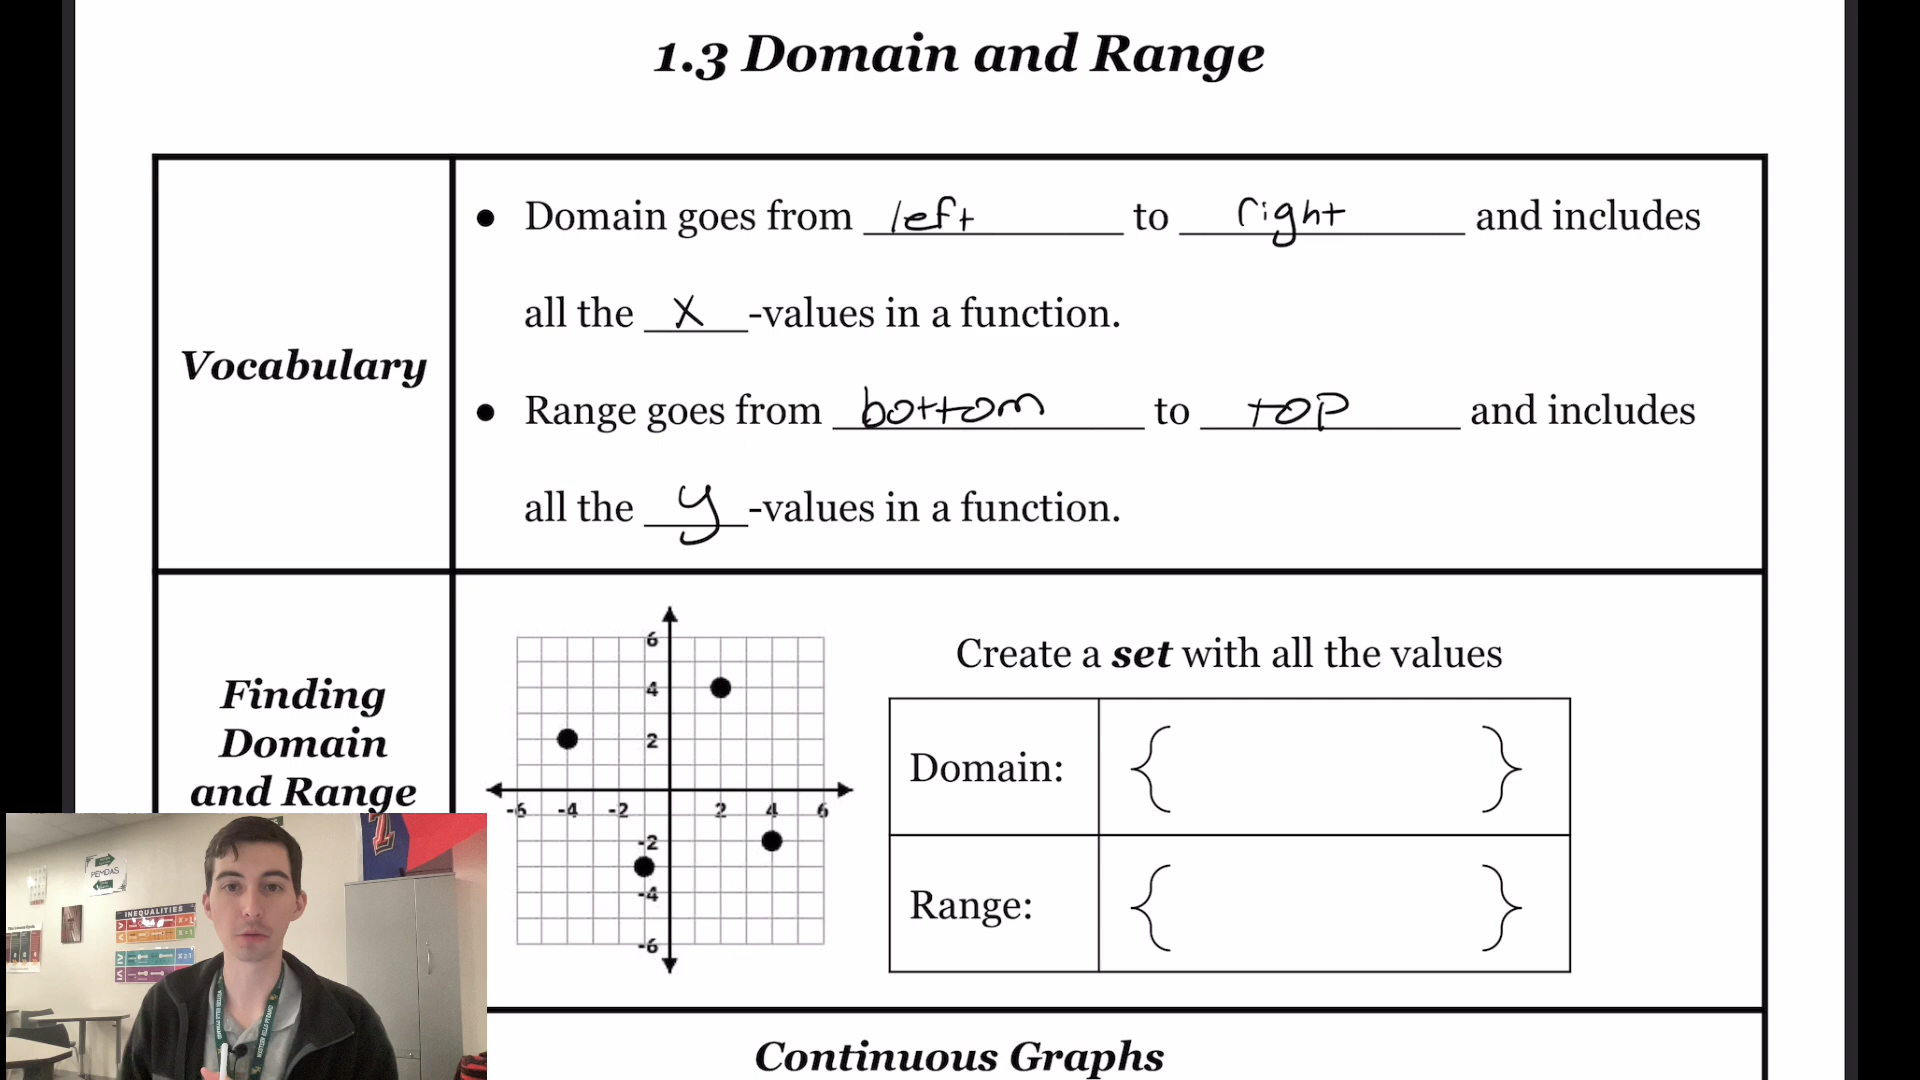 1.3 Domain and Range
Vocabulary
● Domain goes from left to right and includes
all the x-values in a function.
● Range goes from bottom to top and includes
all the y-values in a function.
Finding
Domain
and Range
6
4
2
-6 -4 -2 2 4 6
-2
-4
-6
Create a set with all the values
Domain: { }
Range: { }
PEMDAS
INEQUALITIES
Continuous Graphs